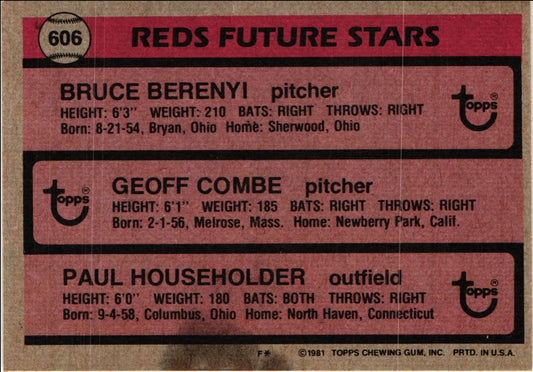 606
REDS FUTURE STARS
BRUCE BERENYI pitcher
HEIGHT: 6'3" WEIGHT: 210 BATS: RIGHT THROWS: RIGHT
Born: 8-21-54, Bryan, Ohio Home: Sherwood, Ohio
topps®
GEOFF COMBE pitcher
HEIGHT: 6'1" WEIGHT: 185 BATS: RIGHT THROWS: RIGHT
Born: 2-1-56, Melrose, Mass. Home: Newberry Park, Calif.
topps®
PAUL HOUSEHOLDER outfield
HEIGHT: 6'0" WEIGHT: 180 BATS: BOTH THROWS: RIGHT
Born: 9-4-58, Columbus, Ohio Home: North Haven, Connecticut
topps®
F* ©1981 TOPPS CHEWING GUM, INC. PRTD. IN U.S.A.